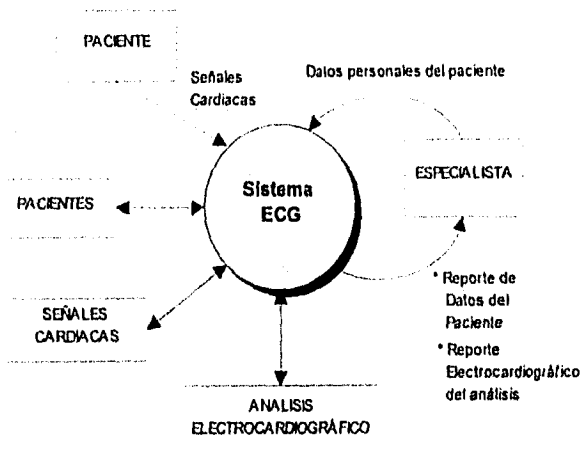 PACIENTE
Señales
Cardiacas
Datos personales del paciente
Sistema
ECG
ESPECIALISTA
PACIENTES
* Reporte de
Datos del
Paciente
* Reporte
Electrocardiográfico
del análisis
SEÑALES
CARDIACAS
ANALISIS
ELECTROCARDIOGRÁFICO